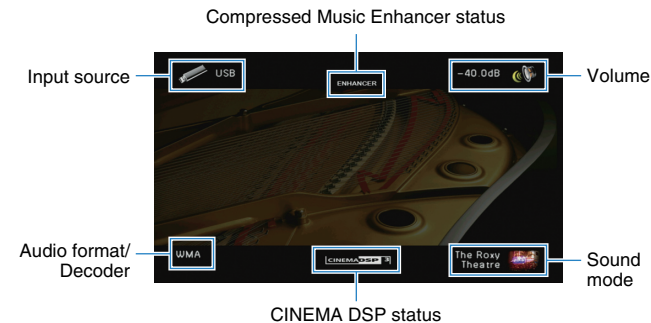 Compressed Music Enhancer status
Input source
USB
ENHANCER
-40.0dB
Volume
Audio format/
Decoder
WMA
CINEMA DSP 3
The Roxy
Theatre
Sound
mode
CINEMA DSP status